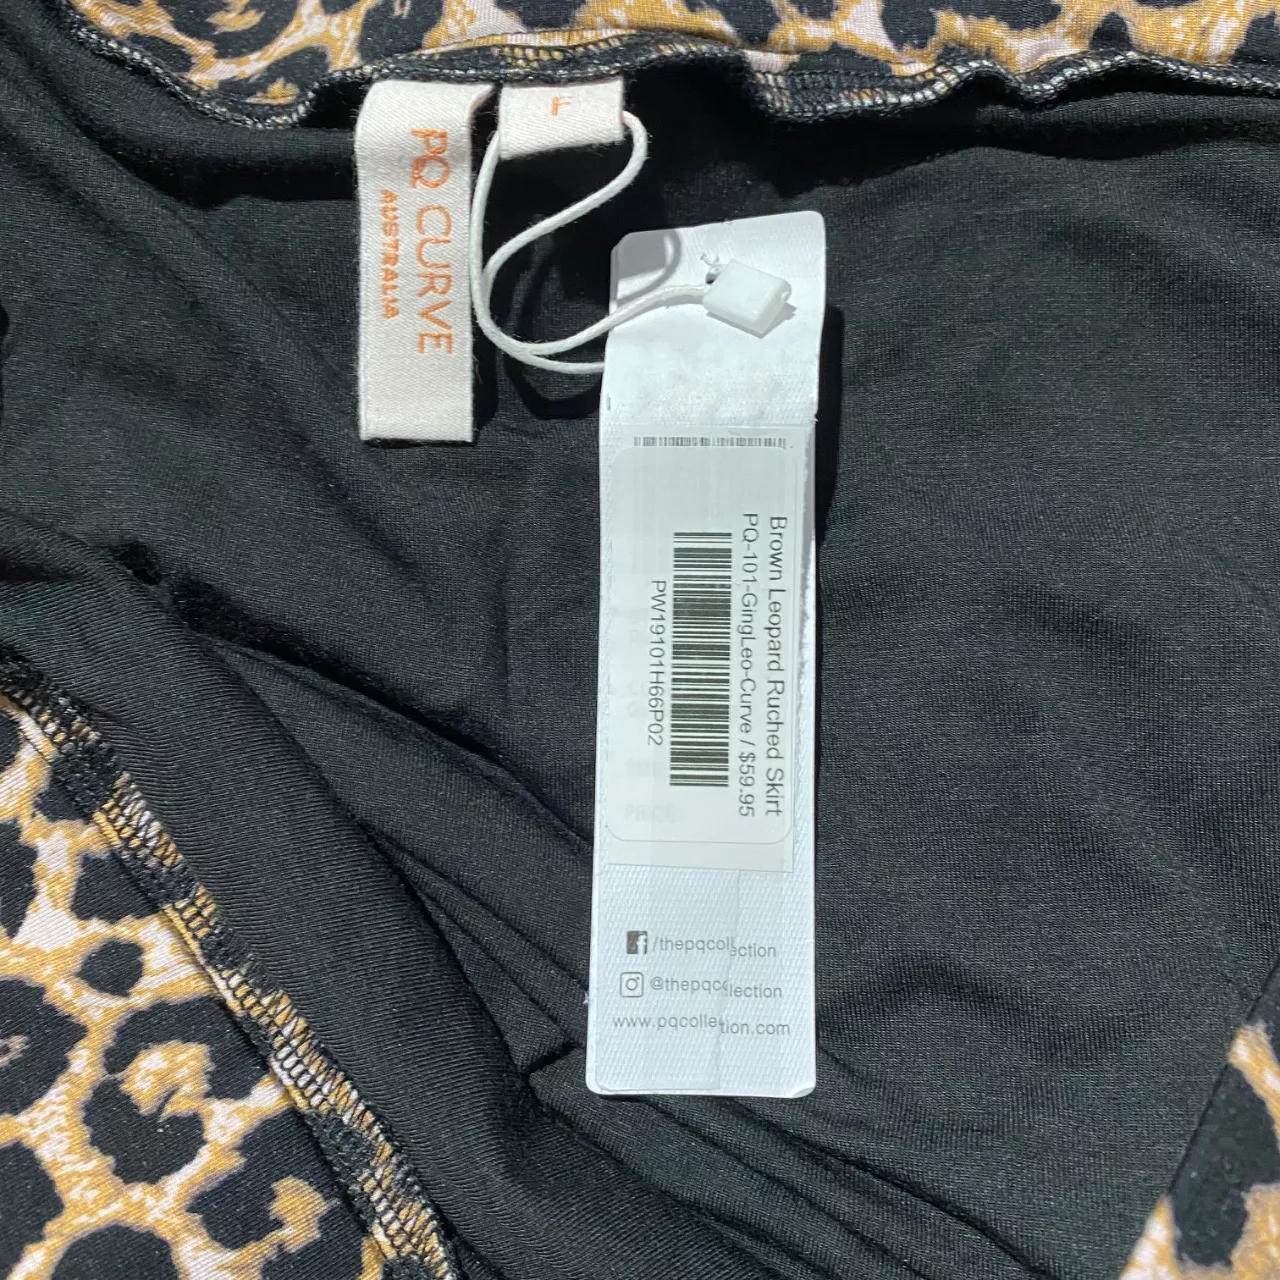 PQ CURVE
AUSTRALIA
F
Brown Leopard Ruched Skirt
PQ-101-GingLeo-Curve / $59.95
PW19101H66P02
/thepqcollection
@thepqcollection
www.pqcollection.com